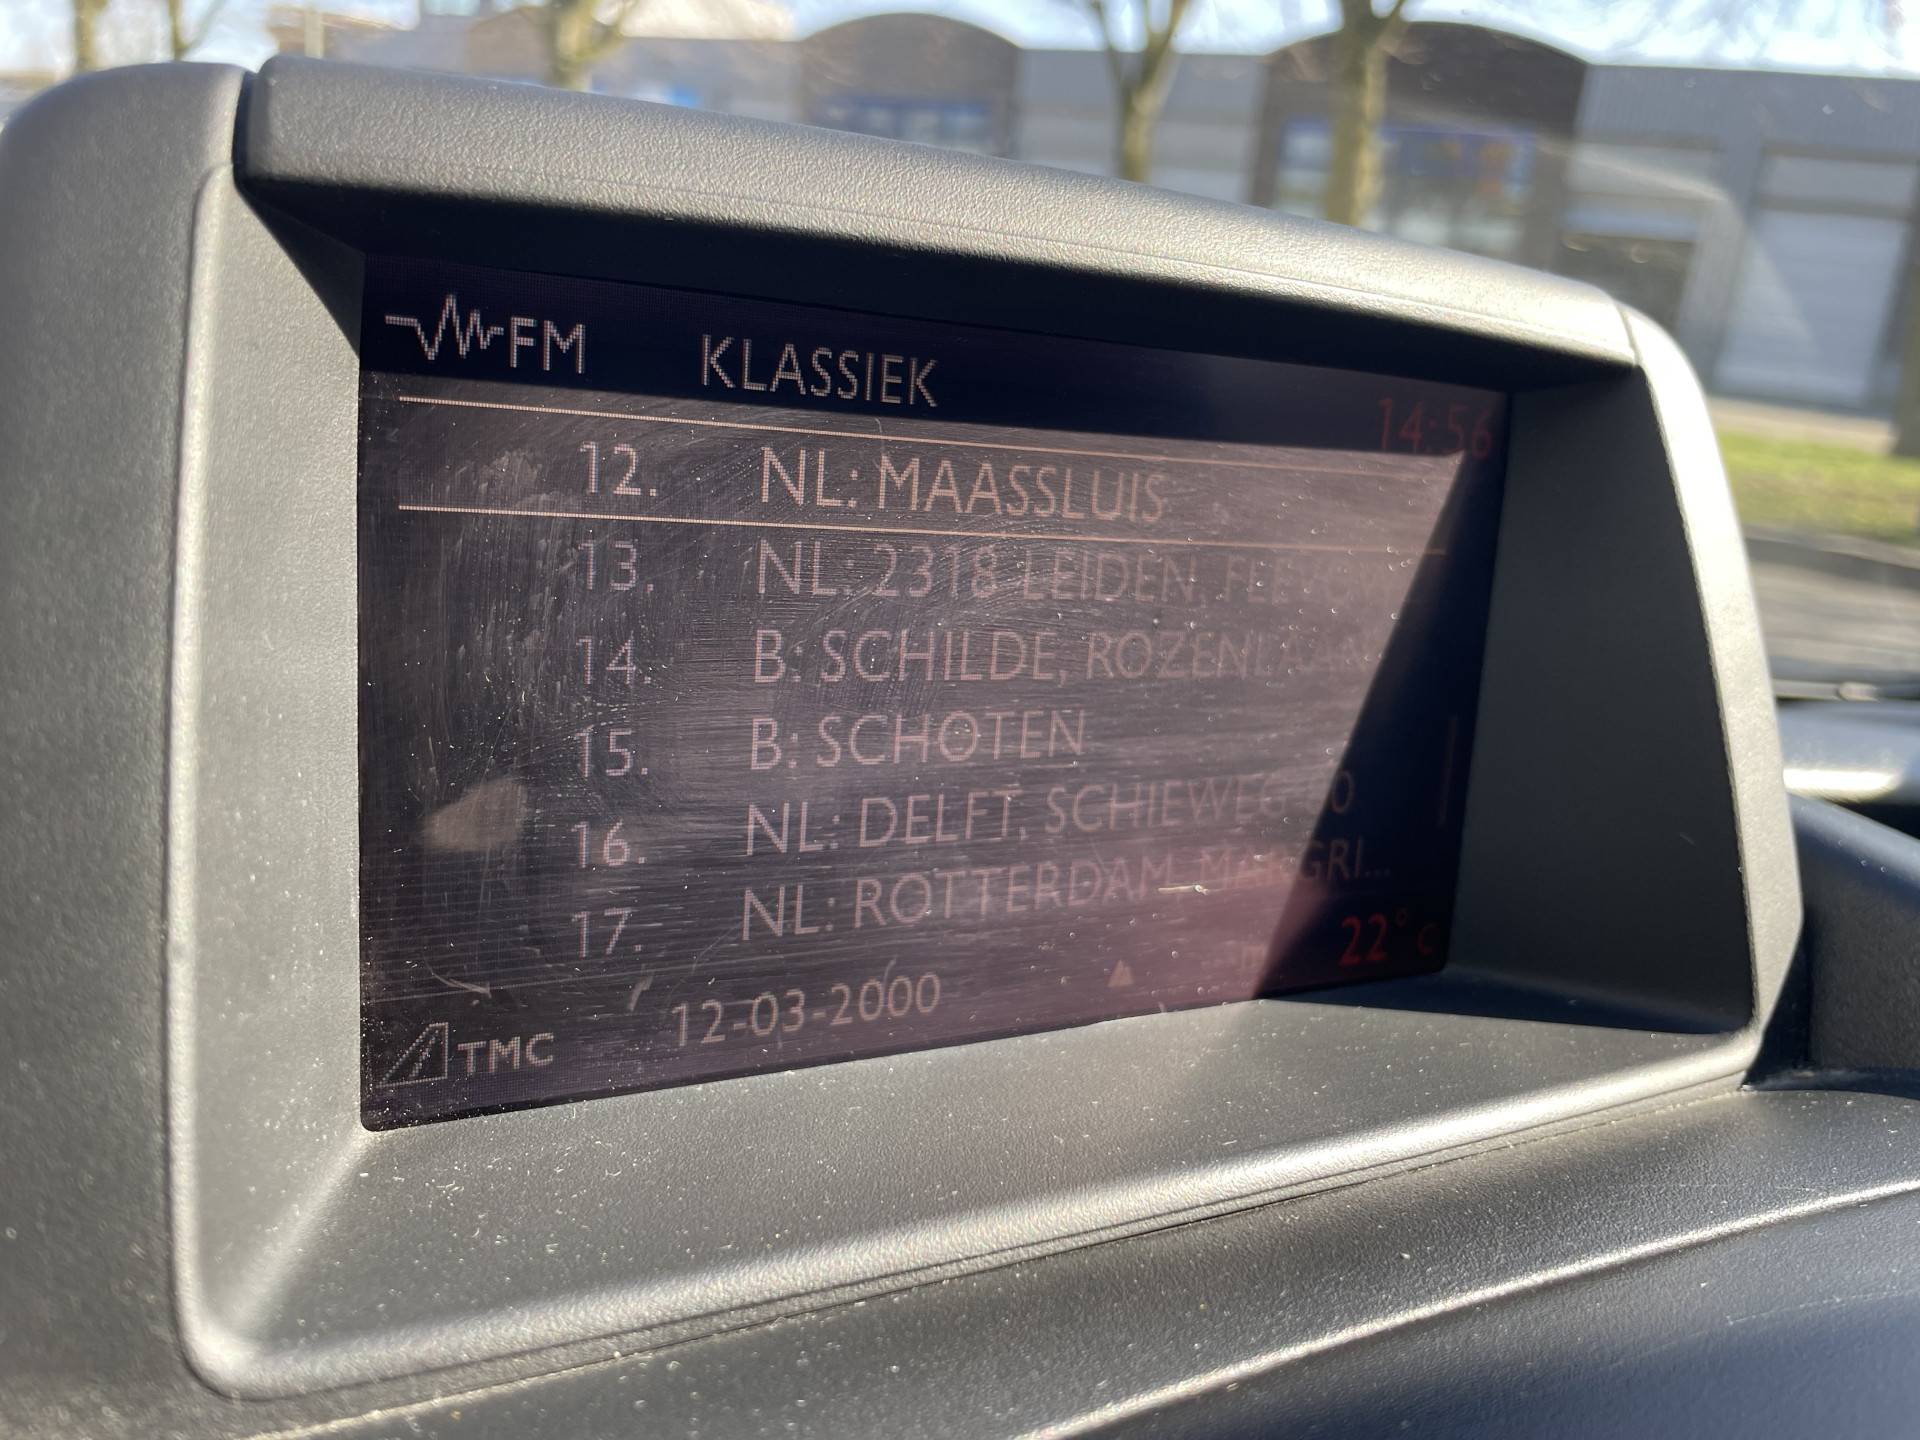 FM KLASSIEK 14:56
12. NL: MAASSLUIS
13. NL: 2318 LEIDEN,
14. B: SCHILDE, ROZENLAAN
15. B: SCHOTEN
16. NL: DELFT, SCHIEWEG
17. NL: ROTTERDAM,
22° C
TMC 12-03-2000